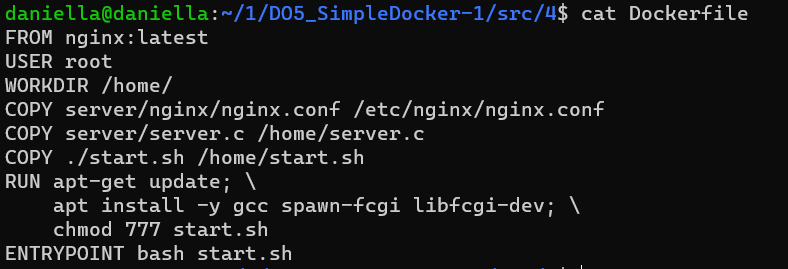 daniella@daniella:~/1/DO5_SimpleDocker-1/src/4$ cat Dockerfile
FROM nginx:latest
USER root
WORKDIR /home/
COPY server/nginx/nginx.conf /etc/nginx/nginx.conf
COPY server/server.c /home/server.c
COPY ./start.sh /home/start.sh
RUN apt-get update; \
    apt install -y gcc spawn-fcgi libfcgi-dev; \
    chmod 777 start.sh
ENTRYPOINT bash start.sh